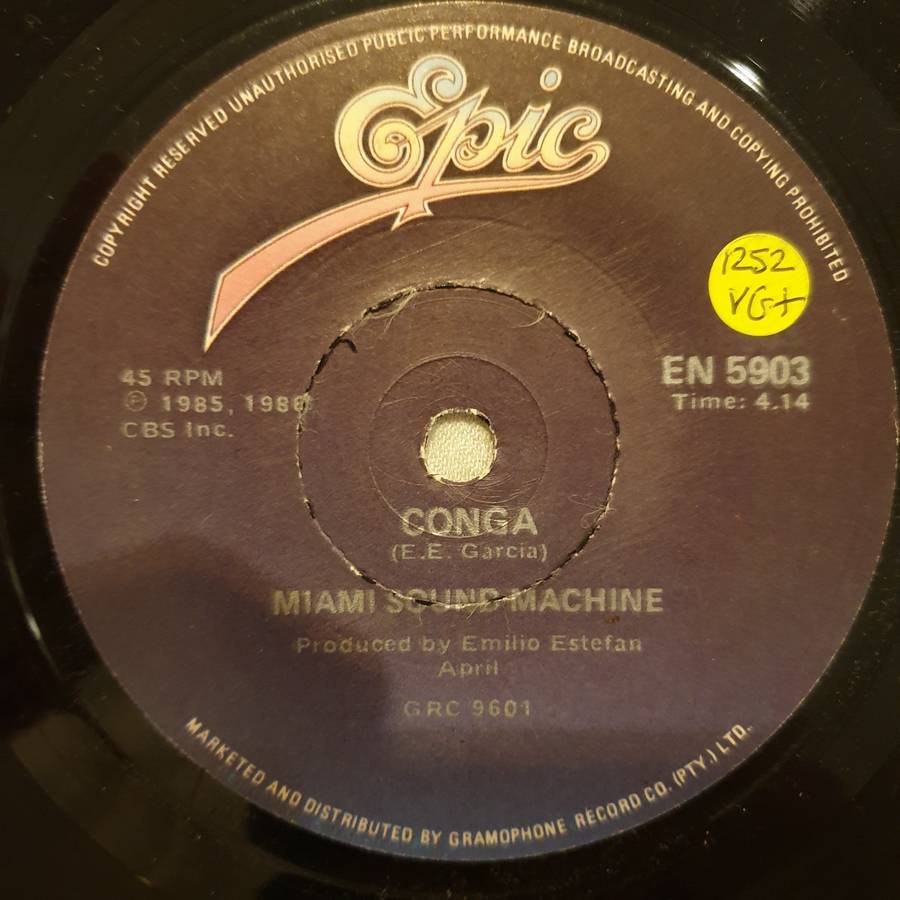 COPYRIGHT RESERVED UNAUTHORISED PUBLIC PERFORMANCE BROADCASTING AND COPYING PROHIBITED
Epic
1252
VG+
45 RPM
Ⓟ 1985, 1986
CBS Inc.
EN 5903
Time: 4.14
CONGA
(E.E. Garcia)
MIAMI SOUND MACHINE
Produced by Emilio Estefan
April
GRC 9601
MARKETED AND DISTRIBUTED BY GRAMOPHONE RECORD CO. (PTY.) LTD.